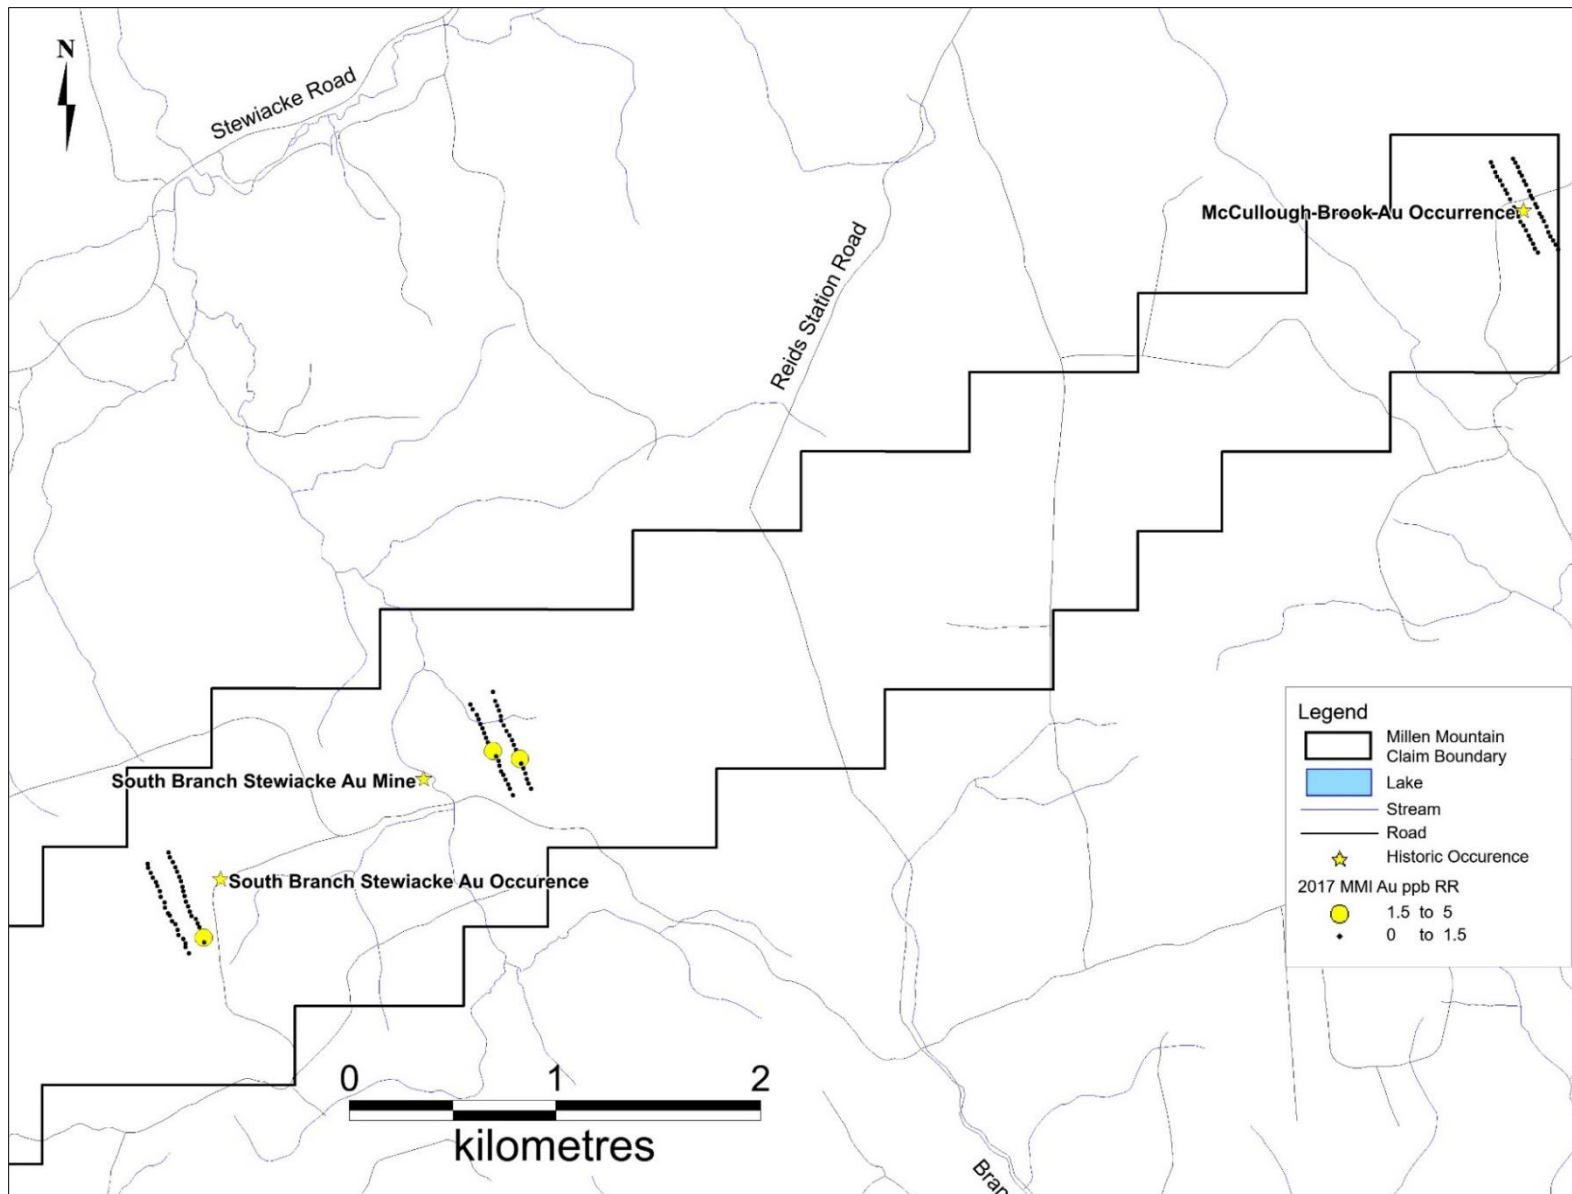 N
Stewiacke Road
McCullough-Brook-Au Occurrence
Reids Station Road
South Branch Stewiacke Au Mine
South Branch Stewiacke Au Occurence
Legend
Millen Mountain
Claim Boundary
Lake
Stream
Road
Historic Occurence
2017 MMI Au ppb RR
1.5 to 5
0 to 1.5
0 1 2
kilometres